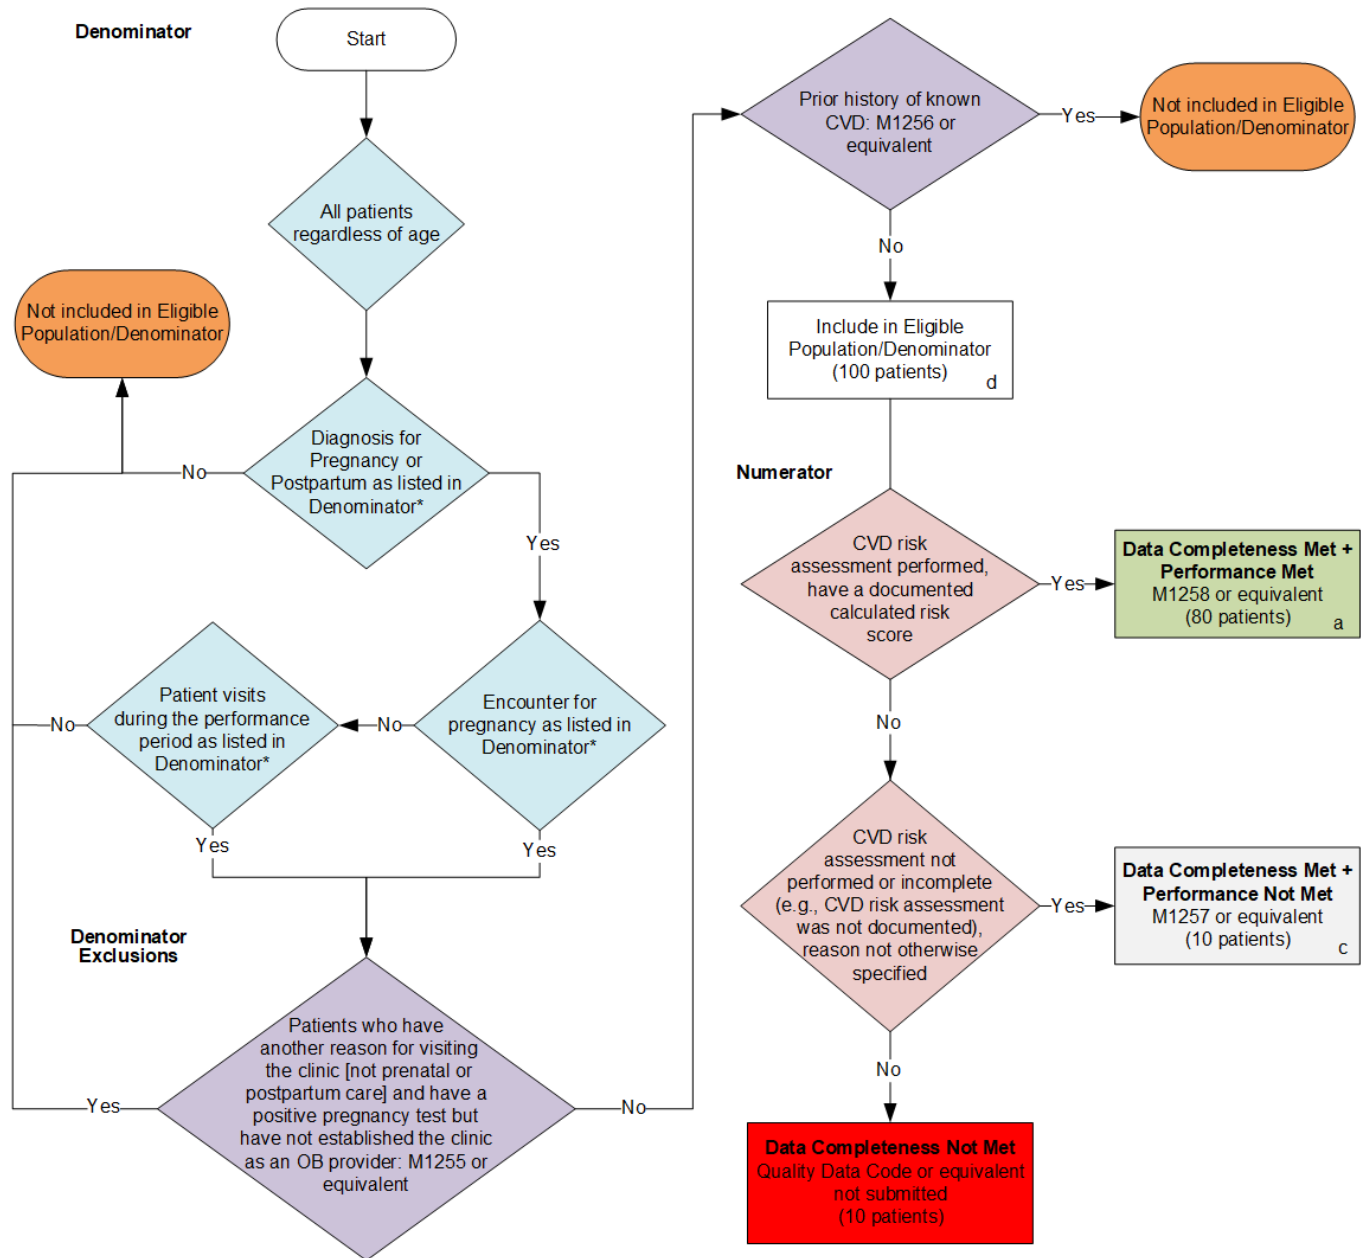 Denominator
Start
All patients
regardless of age
Not included in Eligible
Population/Denominator
Diagnosis for
Pregnancy or
Postpartum as listed in
Denominator*
No
Yes
Patient visits
during the performance
period as listed in
Denominator*
No
Encounter for
pregnancy as listed in
Denominator*
No
Yes
Yes
Denominator
Exclusions
Patients who have
another reason for visiting
the clinic [not prenatal or
postpartum care] and have a
positive pregnancy test but
have not established the clinic
as an OB provider: M1255 or
equivalent
Yes
No
Prior history of known
CVD: M1256 or
equivalent
Yes
Not included in Eligible
Population/Denominator
No
Include in Eligible
Population/Denominator
(100 patients)
d
Numerator
CVD risk
assessment performed,
have a documented
calculated risk
score
Yes
Data Completeness Met +
Performance Met
M1258 or equivalent
(80 patients)
a
No
CVD risk
assessment not
performed or incomplete
(e.g., CVD risk assessment
was not documented),
reason not otherwise
specified
Yes
Data Completeness Met +
Performance Not Met
M1257 or equivalent
(10 patients)
c
No
Data Completeness Not Met
Quality Data Code or equivalent
not submitted
(10 patients)